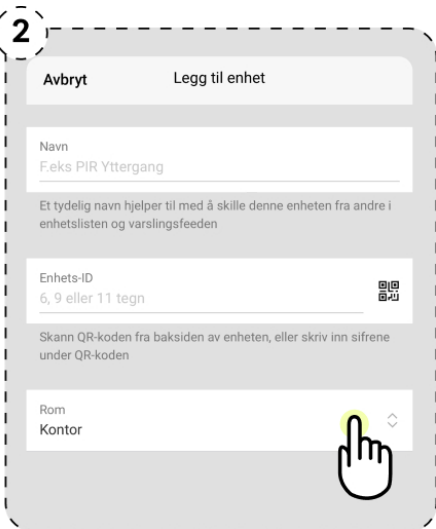 2
Avbryt Legg til enhet
Navn
F.eks PIR Yttergang
Et tydelig navn hjelper til med å skille denne enheten fra andre i
enhetslisten og varslingsfeeden
Enhets-ID
6, 9 eller 11 tegn
Skann QR-koden fra baksiden av enheten, eller skriv inn sifrene
under QR-koden
Rom
Kontor